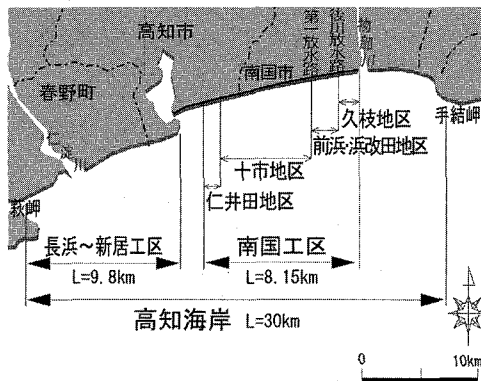 高知市
春野町
南国市
第一放水路
後川放水路
物部川
仁淀川
萩岬
手結岬
久枝地区
前浜・浜改田地区
十市地区
仁井田地区
長浜～新居工区
L=9.8km
南国工区
L=8.15km
高知海岸 L=30km
0 10km